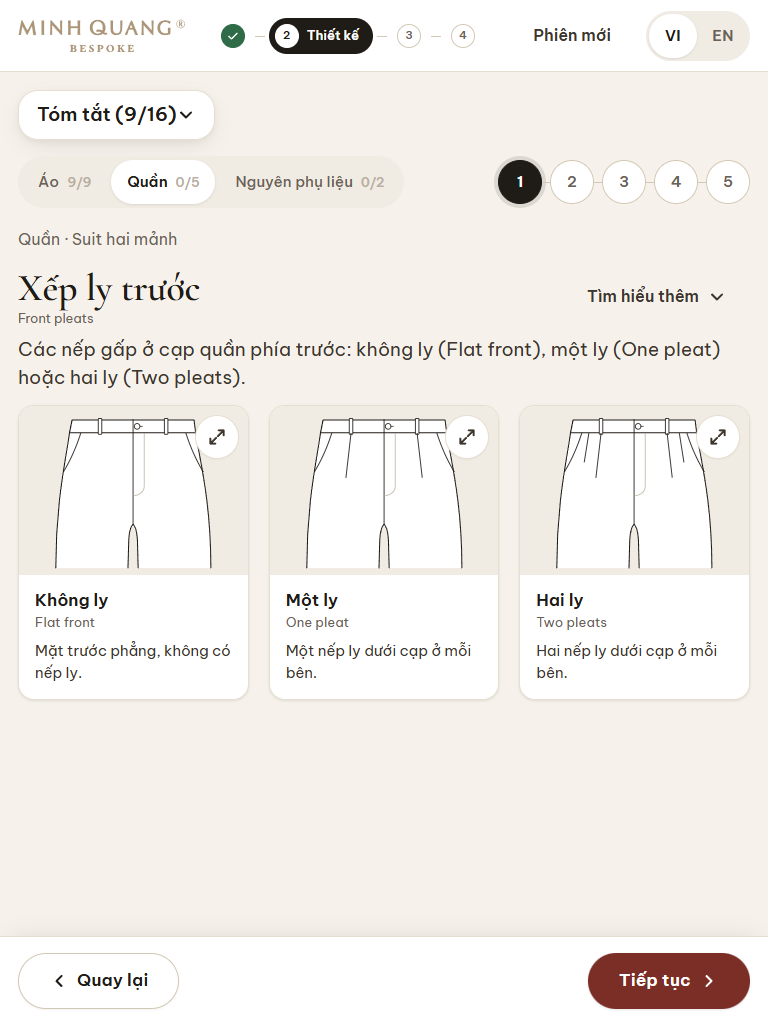 MINH QUANG®
BESPOKE
2 Thiết kế 3 4
Phiên mới
VI EN
Tóm tắt (9/16)
Áo 9/9 Quần 0/5 Nguyên phụ liệu 0/2
1 2 3 4 5
Quần · Suit hai mảnh
Xếp ly trước
Front pleats
Tìm hiểu thêm
Các nếp gấp ở cạp quần phía trước: không ly (Flat front), một ly (One pleat)
hoặc hai ly (Two pleats).
Không ly
Flat front
Mặt trước phẳng, không có
nếp ly.
Một ly
One pleat
Một nếp ly dưới cạp ở mỗi
bên.
Hai ly
Two pleats
Hai nếp ly dưới cạp ở mỗi
bên.
Quay lại
Tiếp tục